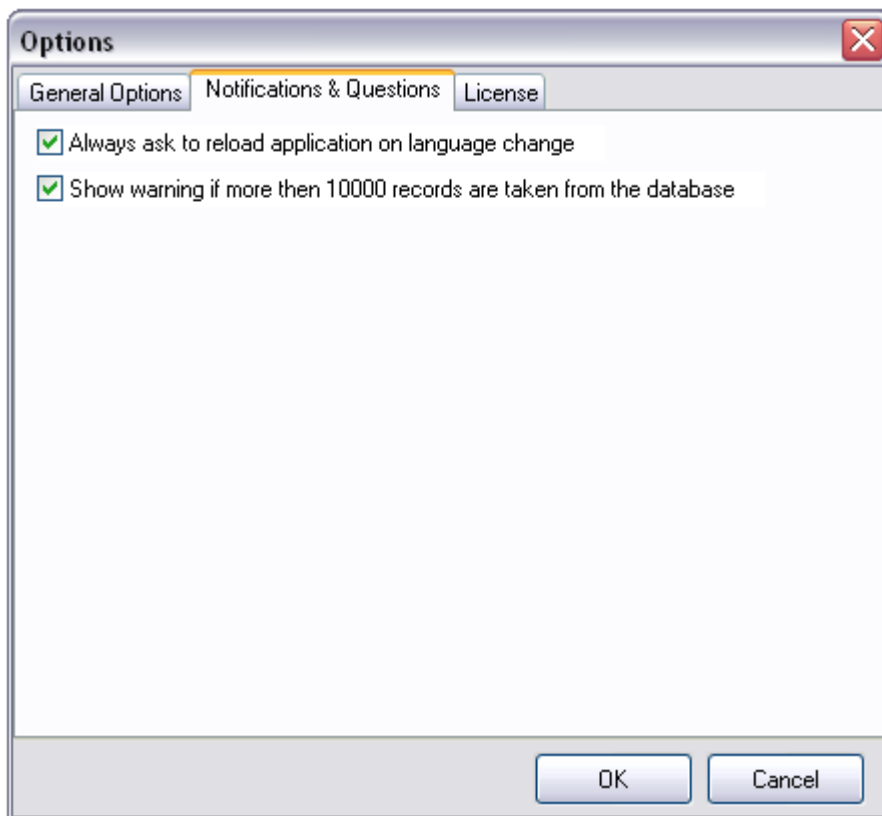 Options
General Options Notifications & Questions License
Always ask to reload application on language change
Show warning if more then 10000 records are taken from the database
OK Cancel